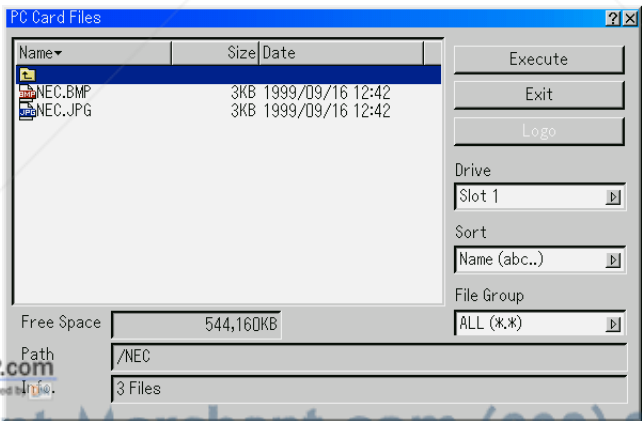 PC Card Files
Name Size Date
NEC.BMP 3KB 1999/09/16 12:42
NEC.JPG 3KB 1999/09/16 12:42
Execute
Exit
Logo
Drive
Slot 1
Sort
Name (abc..)
File Group
ALL (*.*)
Free Space 544,160KB
Path /NEC
Info. 3 Files
.com